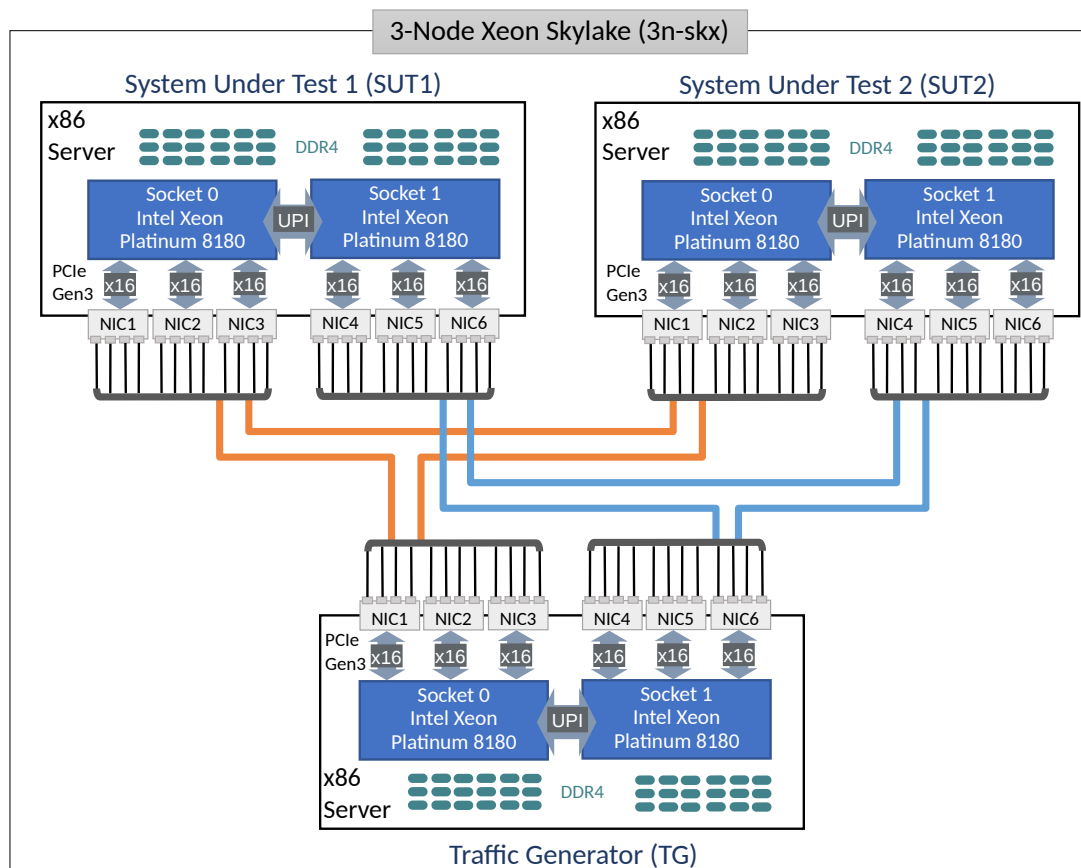 3-Node Xeon Skylake (3n-skx)
System Under Test 1 (SUT1)
x86
Server
DDR4
Socket 0
Intel Xeon
Platinum 8180
UPI
Socket 1
Intel Xeon
Platinum 8180
PCIe
Gen3
x16
x16
x16
x16
x16
x16
NIC1
NIC2
NIC3
NIC4
NIC5
NIC6
System Under Test 2 (SUT2)
x86
Server
DDR4
Socket 0
Intel Xeon
Platinum 8180
UPI
Socket 1
Intel Xeon
Platinum 8180
PCIe
Gen3
x16
x16
x16
x16
x16
x16
NIC1
NIC2
NIC3
NIC4
NIC5
NIC6
NIC1
NIC2
NIC3
NIC4
NIC5
NIC6
PCIe
Gen3
x16
x16
x16
x16
x16
x16
Socket 0
Intel Xeon
Platinum 8180
UPI
Socket 1
Intel Xeon
Platinum 8180
x86
Server
DDR4
Traffic Generator (TG)